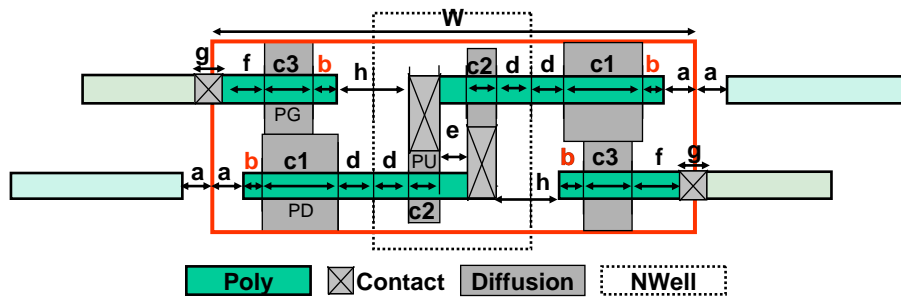 W
g f c3 b h c2 d d c1 b a a
PG
e
a a b c1 d d PU h b c3 f g
PD c2
Poly Contact Diffusion NWell